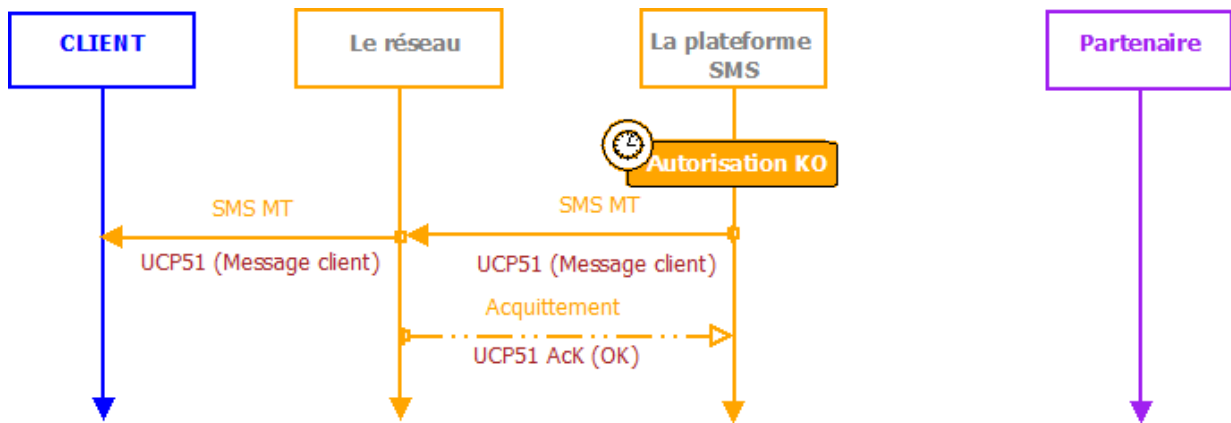 CLIENT
Le réseau
La plateforme
SMS
Partenaire
Autorisation KO
SMS MT
SMS MT
UCP51 (Message client)
UCP51 (Message client)
Acquittement
UCP51 AcK (OK)